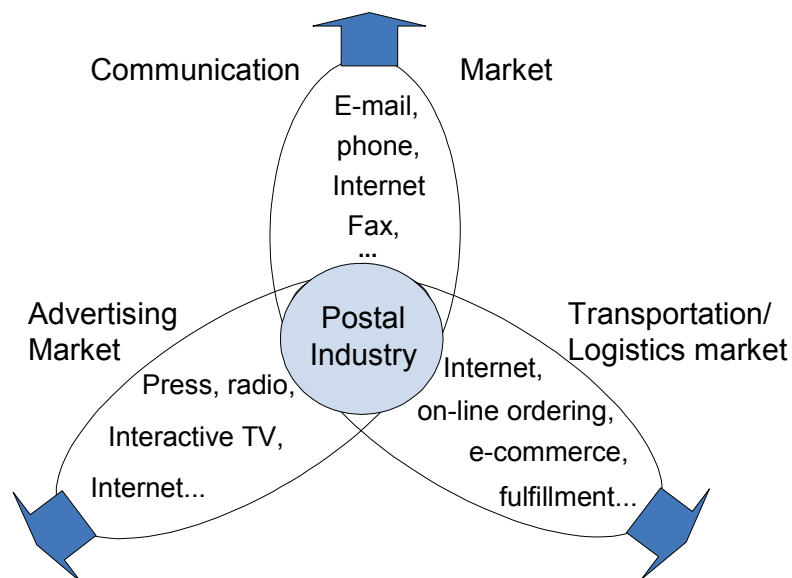 Communication Market
E-mail,
phone,
Internet
Fax,
...
Advertising
Market
Postal
Industry
Transportation/
Logistics market
Press, radio,
Interactive TV,
Internet...
Internet,
on-line ordering,
e-commerce,
fulfillment...